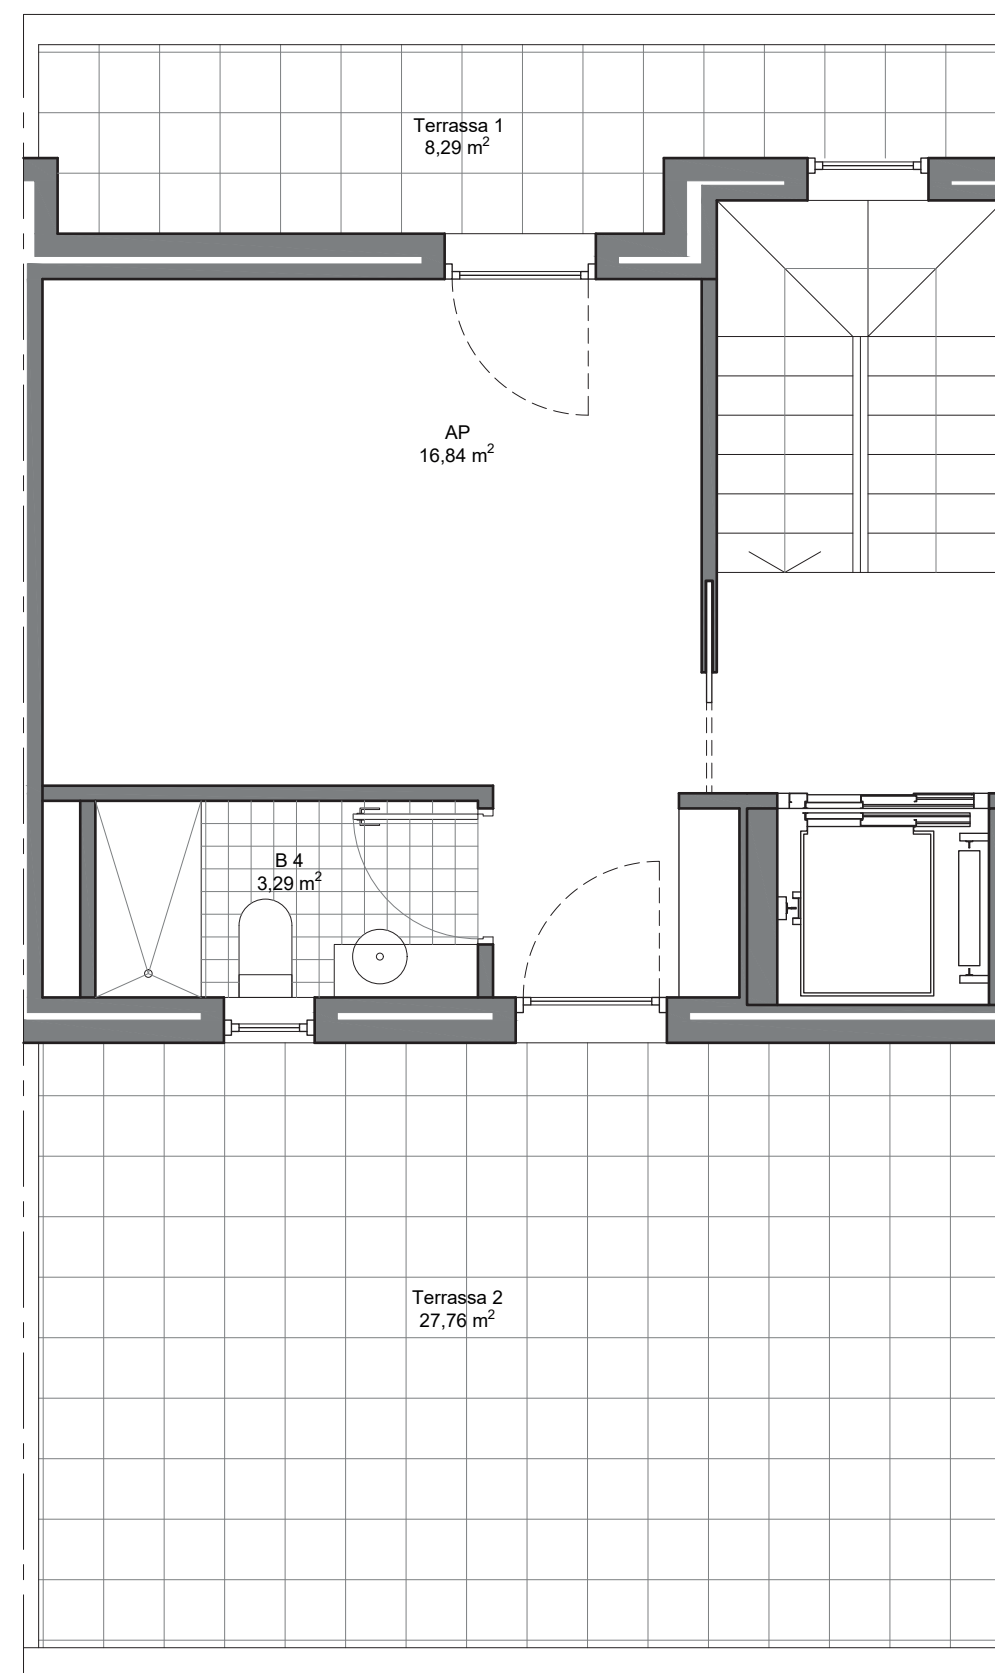 Terrassa 1
8,29 m²
AP
16,84 m²
B 4
3,29 m²
Terrassa 2
27,76 m²